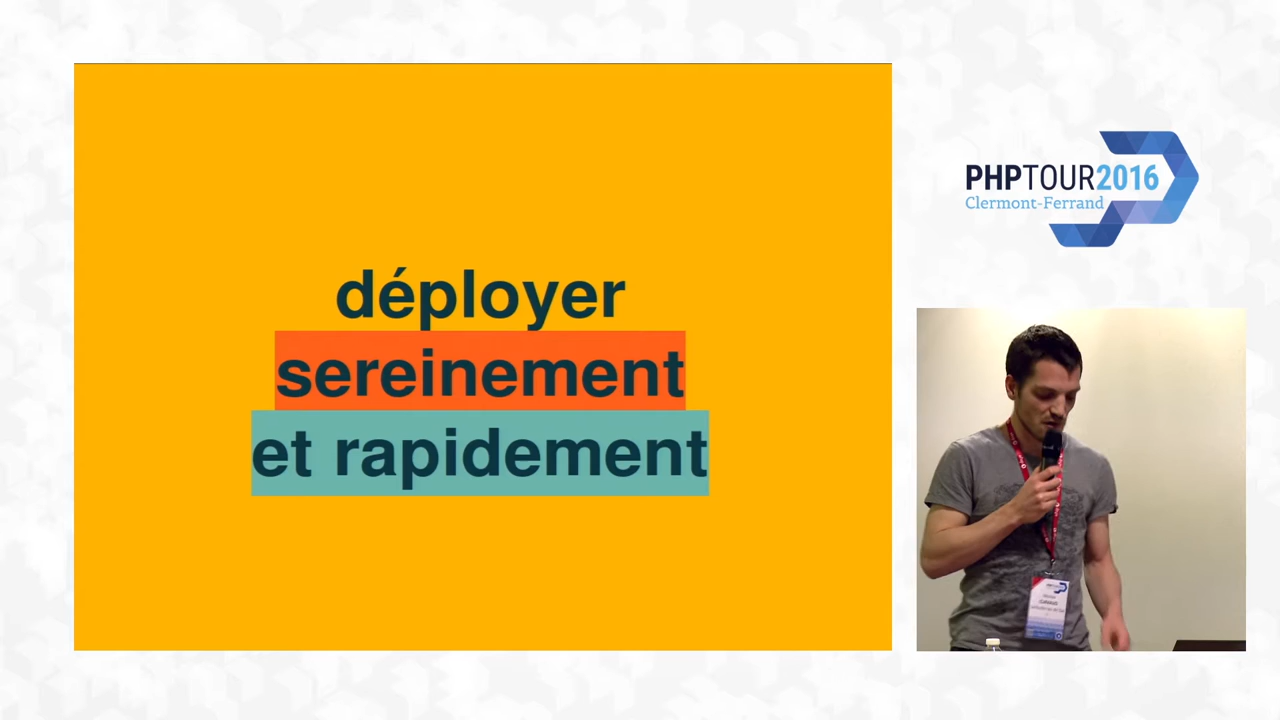 déployer
sereinement
et rapidement
PHPTOUR2016
Clermont-Ferrand